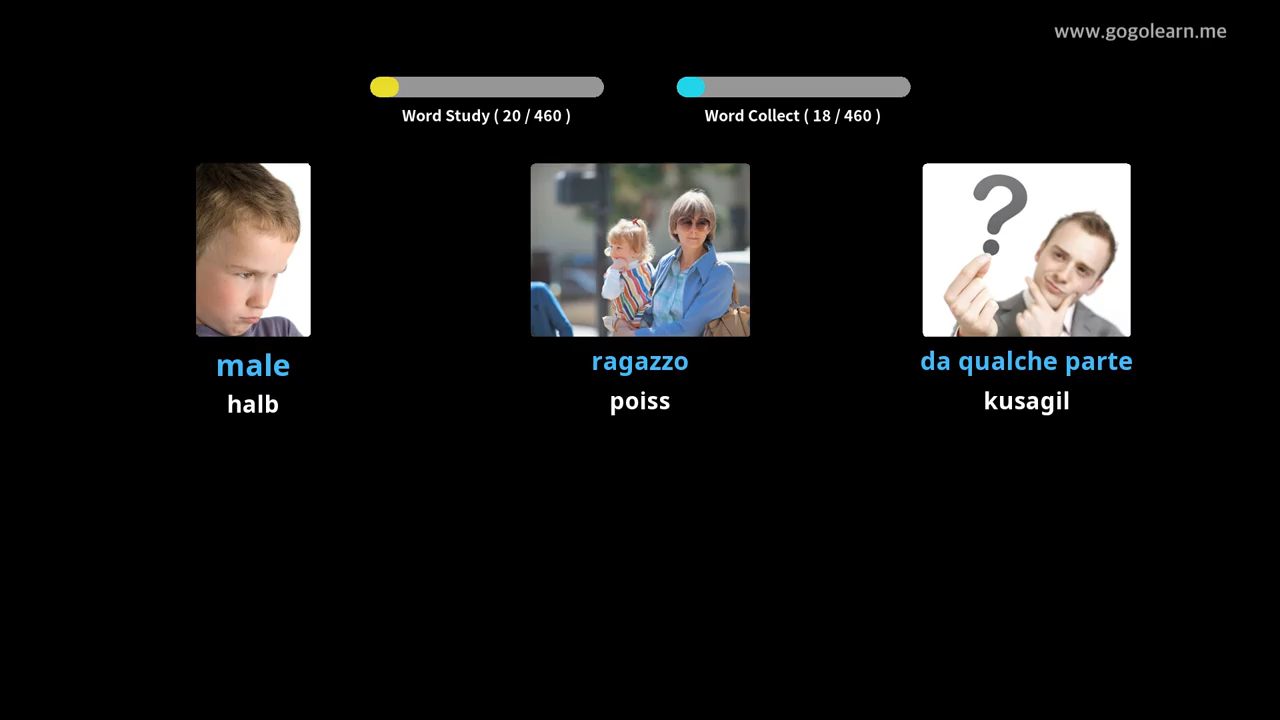 www.gogolearn.me
Word Study ( 20 / 460 )
Word Collect ( 18 / 460 )
male
halb
ragazzo
poiss
da qualche parte
kusagil